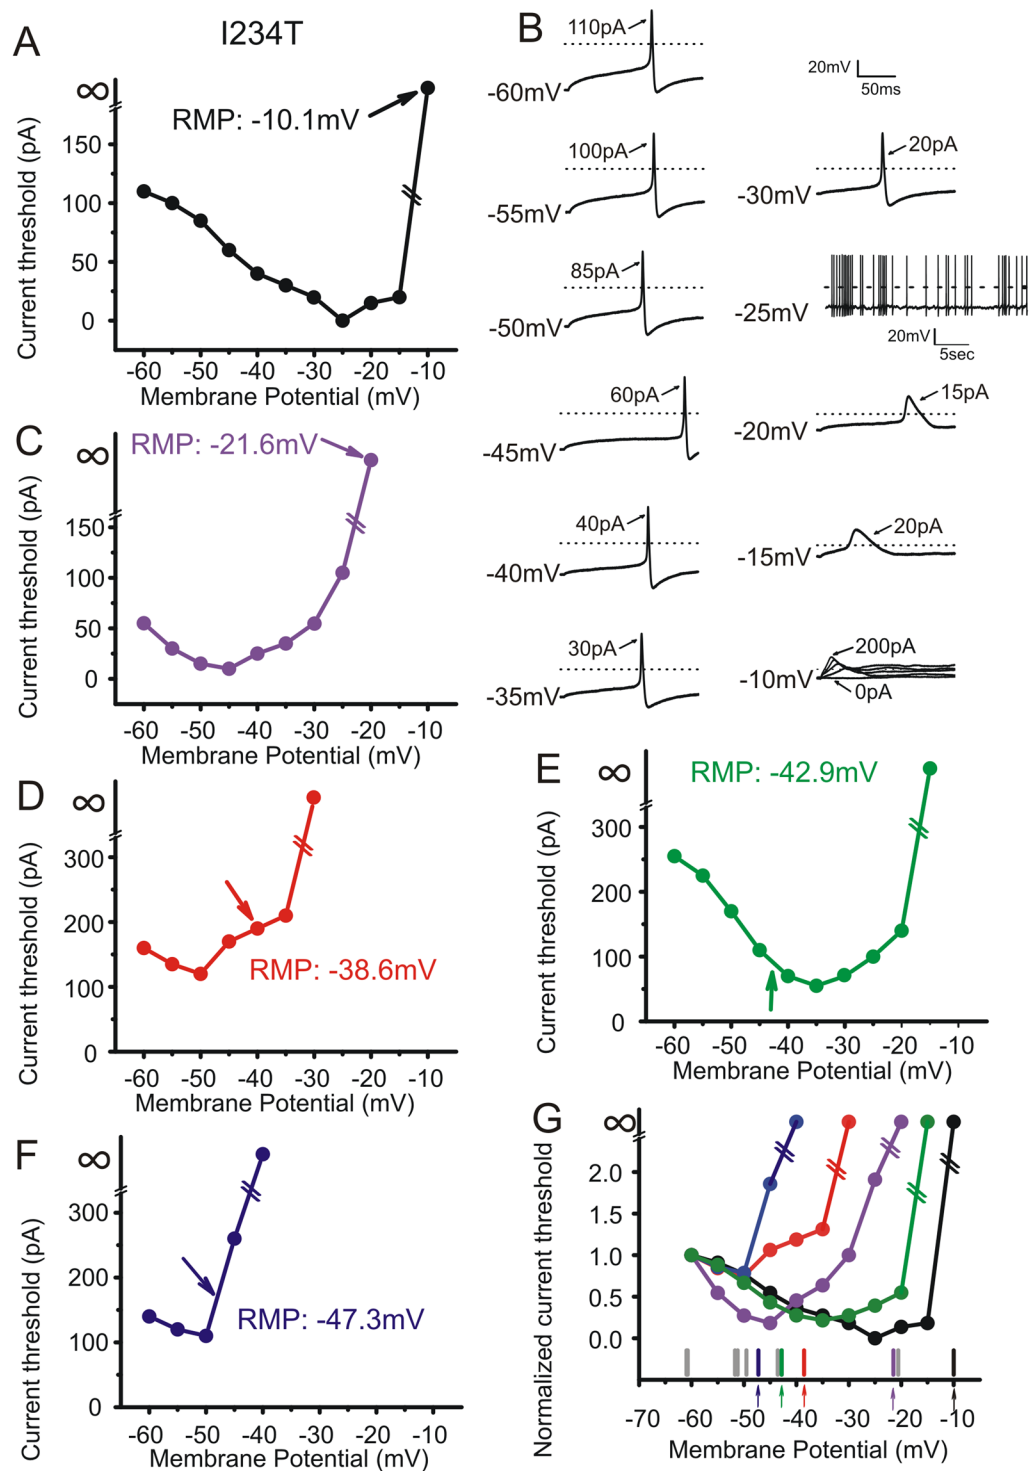 A
I234T
∞
RMP: -10.1mV
150
100
50
0
Current threshold (pA)
-60 -50 -40 -30 -20 -10
Membrane Potential (mV)
B
110pA
-60mV
20mV
50ms
100pA
-55mV
20pA
-30mV
85pA
-50mV
-25mV
20mV
5sec
60pA
-45mV
15pA
-20mV
40pA
-40mV
20pA
-15mV
30pA
-35mV
200pA
-10mV
0pA
C
RMP: -21.6mV
∞
150
100
50
0
Current threshold (pA)
-60 -50 -40 -30 -20 -10
Membrane Potential (mV)
D
∞
300
200
100
0
RMP: -38.6mV
Current threshold (pA)
-60 -50 -40 -30 -20 -10
Membrane Potential (mV)
E
∞
RMP: -42.9mV
300
200
100
0
Current threshold (pA)
-60 -50 -40 -30 -20 -10
Membrane Potential (mV)
F
∞
300
200
100
0
RMP: -47.3mV
Current threshold (pA)
-60 -50 -40 -30 -20 -10
Membrane Potential (mV)
G
∞
2.0
1.5
1.0
0.5
0.0
Normalized current threshold
-70 -60 -50 -40 -30 -20 -10
Membrane Potential (mV)